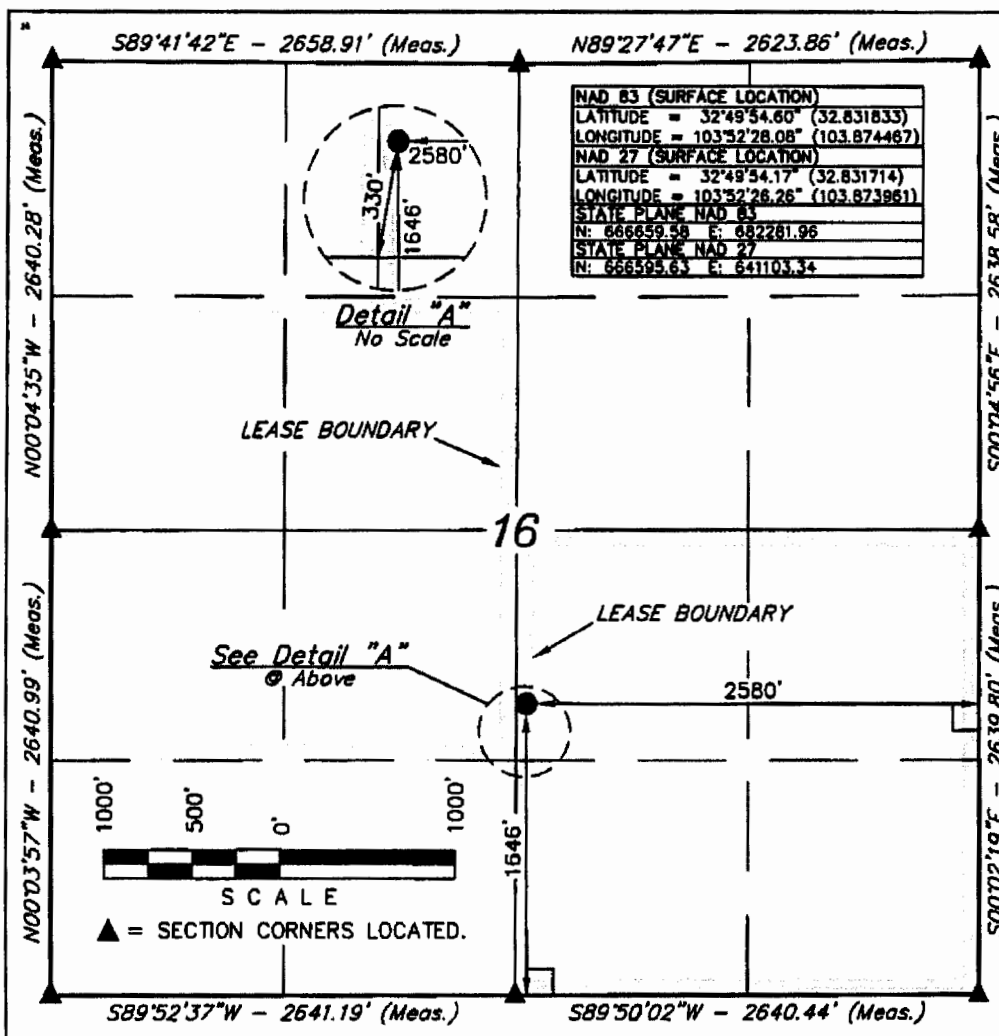 S89°41'42"E - 2658.91' (Meas.)
N89°27'47"E - 2623.86' (Meas.)
NAD 83 (SURFACE LOCATION)
LATITUDE = 32°49'54.60" (32.831833)
LONGITUDE = 103°52'28.08" (103.874467)
NAD 27 (SURFACE LOCATION)
LATITUDE = 32°49'54.17" (32.831714)
LONGITUDE = 103°52'26.26" (103.873961)
STATE PLANE NAD 83
N: 666659.58 E: 682281.96
STATE PLANE NAD 27
N: 666595.63 E: 641103.34
2580'
330'
1646'
Detail "A"
No Scale
N00°04'35"W - 2640.28' (Meas.)
S00°04'56"E - 2638.58' (Meas.)
LEASE BOUNDARY
16
LEASE BOUNDARY
See Detail "A"
@ Above
2580'
N00°03'57"W - 2640.99' (Meas.)
S00°02'19"E - 2639.80' (Meas.)
1646'
1000'
500'
0'
1000'
SCALE
▲ = SECTION CORNERS LOCATED.
S89°52'37"W - 2641.19' (Meas.)
S89°50'02"W - 2640.44' (Meas.)